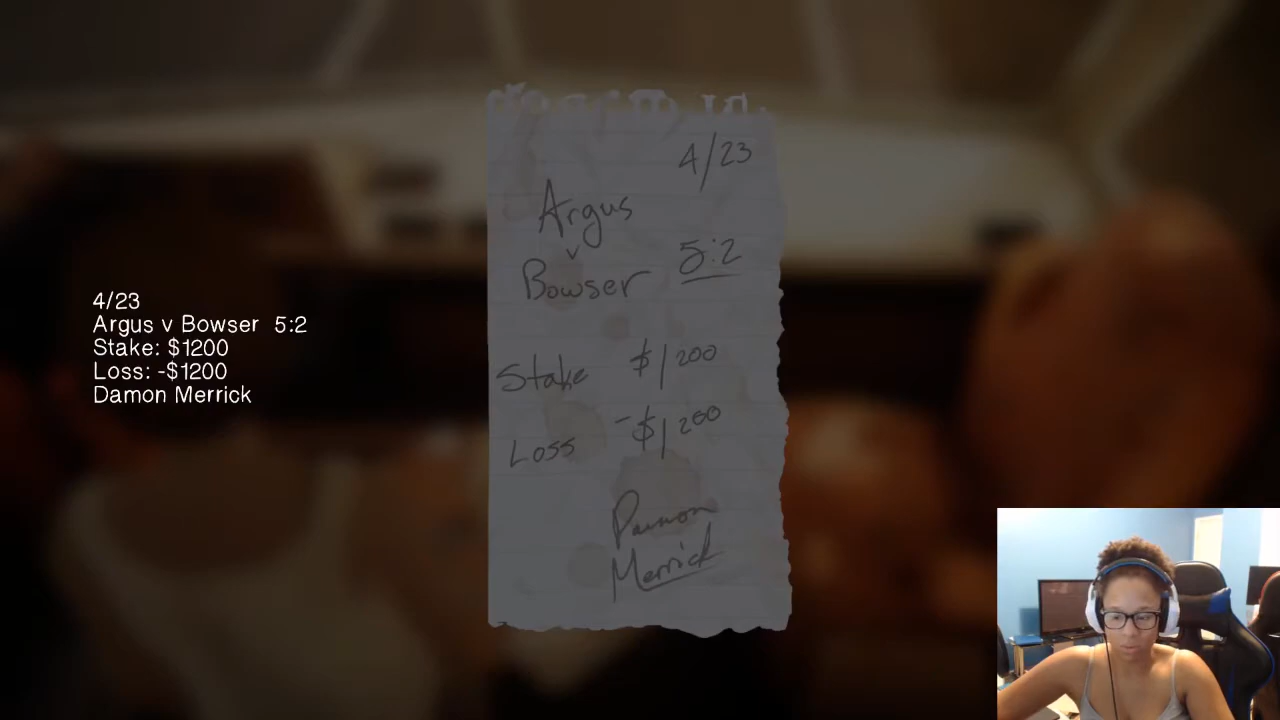 4/23
Argus v Bowser 5:2
Stake: $1200
Loss: -$1200
Damon Merrick
4/23
Argus
v
Bowser 5:2
Stake $1200
Loss -$1200
Damon
Merrick